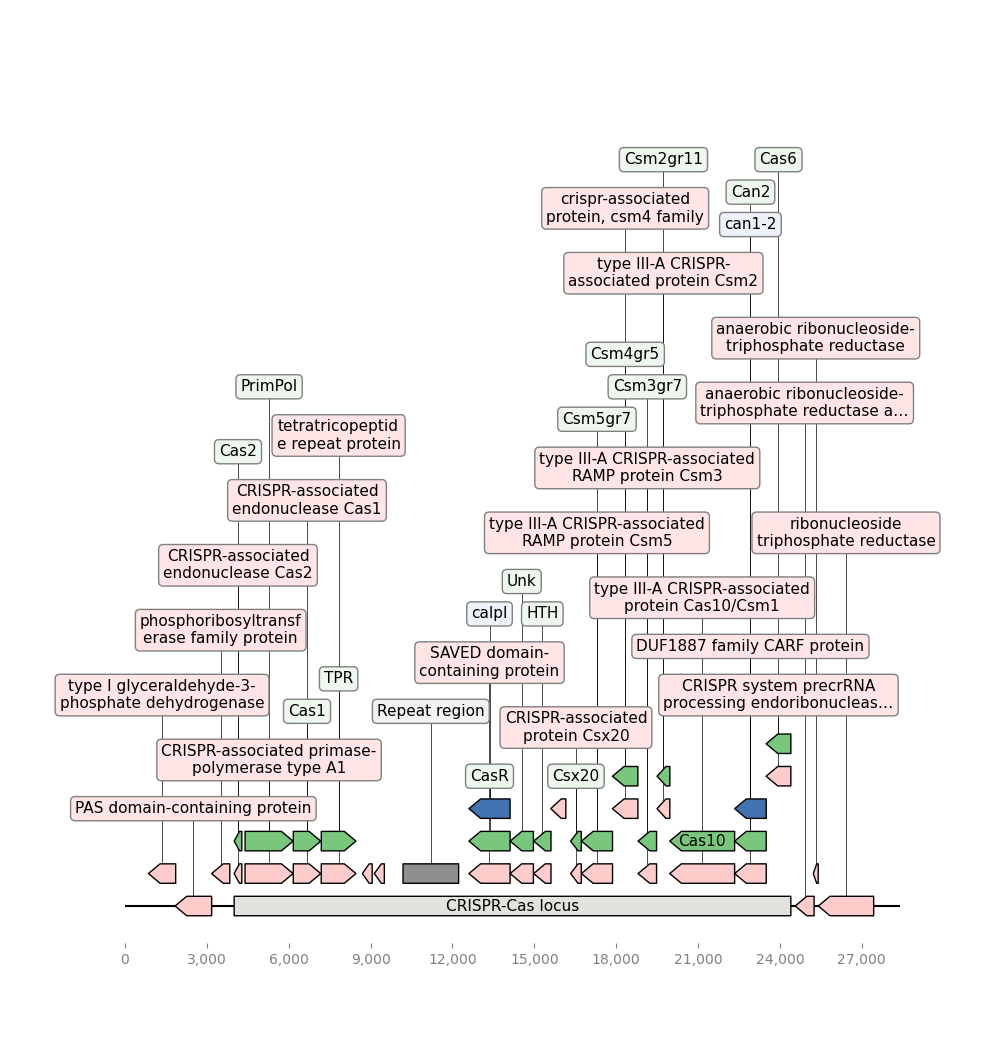 Csm2gr11
Cas6
Can2
crispr-associated
protein, csm4 family
can1-2
type III-A CRISPR-
associated protein Csm2
anaerobic ribonucleoside-
triphosphate reductase
Csm4gr5
PrimPol
Csm3gr7
anaerobic ribonucleoside-
triphosphate reductase a...
Csm5gr7
tetratricopeptid
e repeat protein
Cas2
type III-A CRISPR-associated
RAMP protein Csm3
CRISPR-associated
endonuclease Cas1
type III-A CRISPR-associated
RAMP protein Csm5
ribonucleoside
triphosphate reductase
CRISPR-associated
endonuclease Cas2
Unk
type III-A CRISPR-associated
protein Cas10/Csm1
calpl
HTH
phosphoribosyltransf
erase family protein
DUF1887 family CARF protein
SAVED domain-
containing protein
TPR
type I glyceraldehyde-3-
phosphate dehydrogenase
CRISPR system precrRNA
processing endoribonucleas...
Cas1
Repeat region
CRISPR-associated
protein Csx20
CRISPR-associated primase-
polymerase type A1
CasR
Csx20
PAS domain-containing protein
Cas10
CRISPR-Cas locus
0
3,000
6,000
9,000
12,000
15,000
18,000
21,000
24,000
27,000